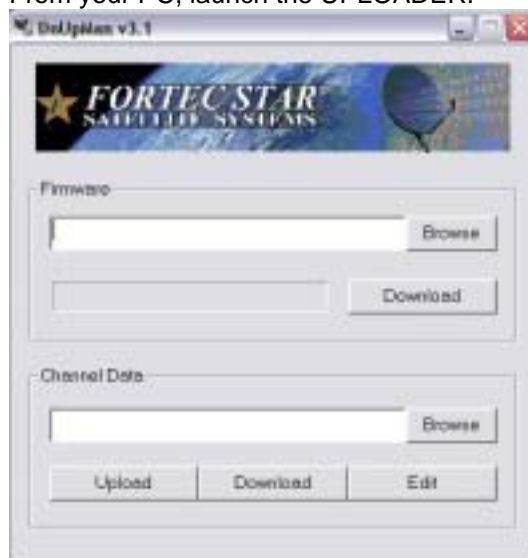 From your PC, launch the UPLOADER.
DoUpMan v3.1
FORTEC STAR
SATELLITE SYSTEMS
Firmware
Browse
Download
Channel Data
Browse
Upload Download Edit